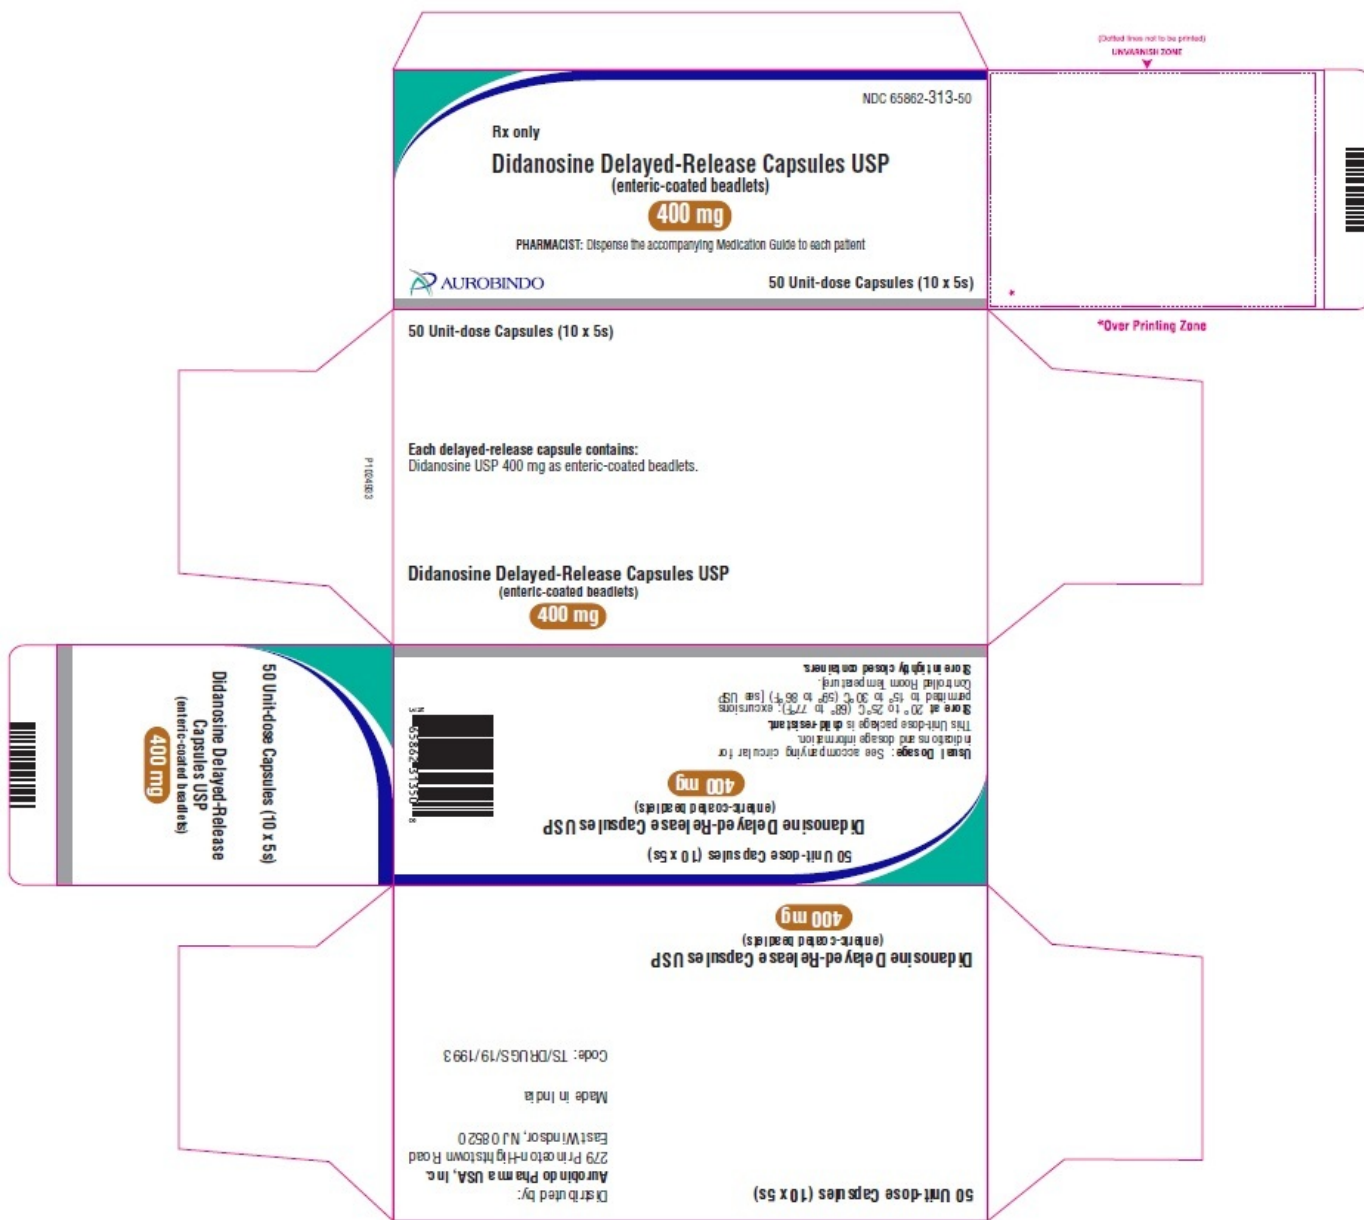 (Dotted lines not to be printed)
UNVARNISH ZONE
NDC 65862-313-50
Rx only
Didanosine Delayed-Release Capsules USP
(enteric-coated beadlets)
400 mg
PHARMACIST: Dispense the accompanying Medication Guide to each patient
AUROBINDO
50 Unit-dose Capsules (10 x 5s)
*
*Over Printing Zone
50 Unit-dose Capsules (10 x 5s)
Each delayed-release capsule contains:
Didanosine USP 400 mg as enteric-coated beadlets.
P1024983
Didanosine Delayed-Release Capsules USP
(enteric-coated beadlets)
400 mg
50 Unit-dose Capsules (10 x 5s)
Didanosine Delayed-Release
Capsules USP
(enteric-coated beadlets)
400 mg
50 Unit-dose Capsules (10 x 5s)
Didanosine Delayed-Release Capsules USP
(enteric-coated beadlets)
400 mg
Usual Dosage: See accompanying circular for
indications and dosage information.
This Unit-dose package is child-resistant.
Store at 20° to 25°C (68° to 77°F); excursions
permitted to 15° to 30°C (59° to 86°F) [see USP
Controlled Room Temperature].
Store in tightly closed containers.
N
3 65862 31350 8
50 Unit-dose Capsules (10 x 5s)
Distributed by:
Aurobindo Pharma USA, Inc.
279 Princeton-Hightstown Road
East Windsor, NJ 08520
Made in India
Code: TS/DRUGS/19/1993
Didanosine Delayed-Release Capsules USP
(enteric-coated beadlets)
400 mg